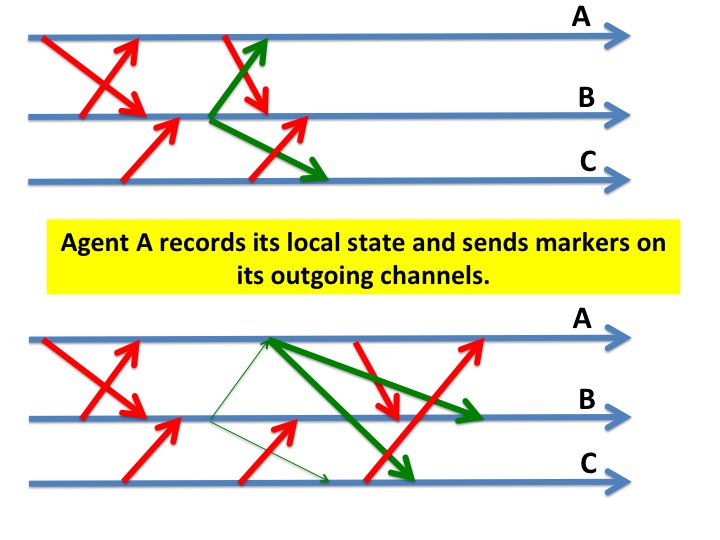 A
B
C
Agent A records its local state and sends markers on
its outgoing channels.
A
B
C